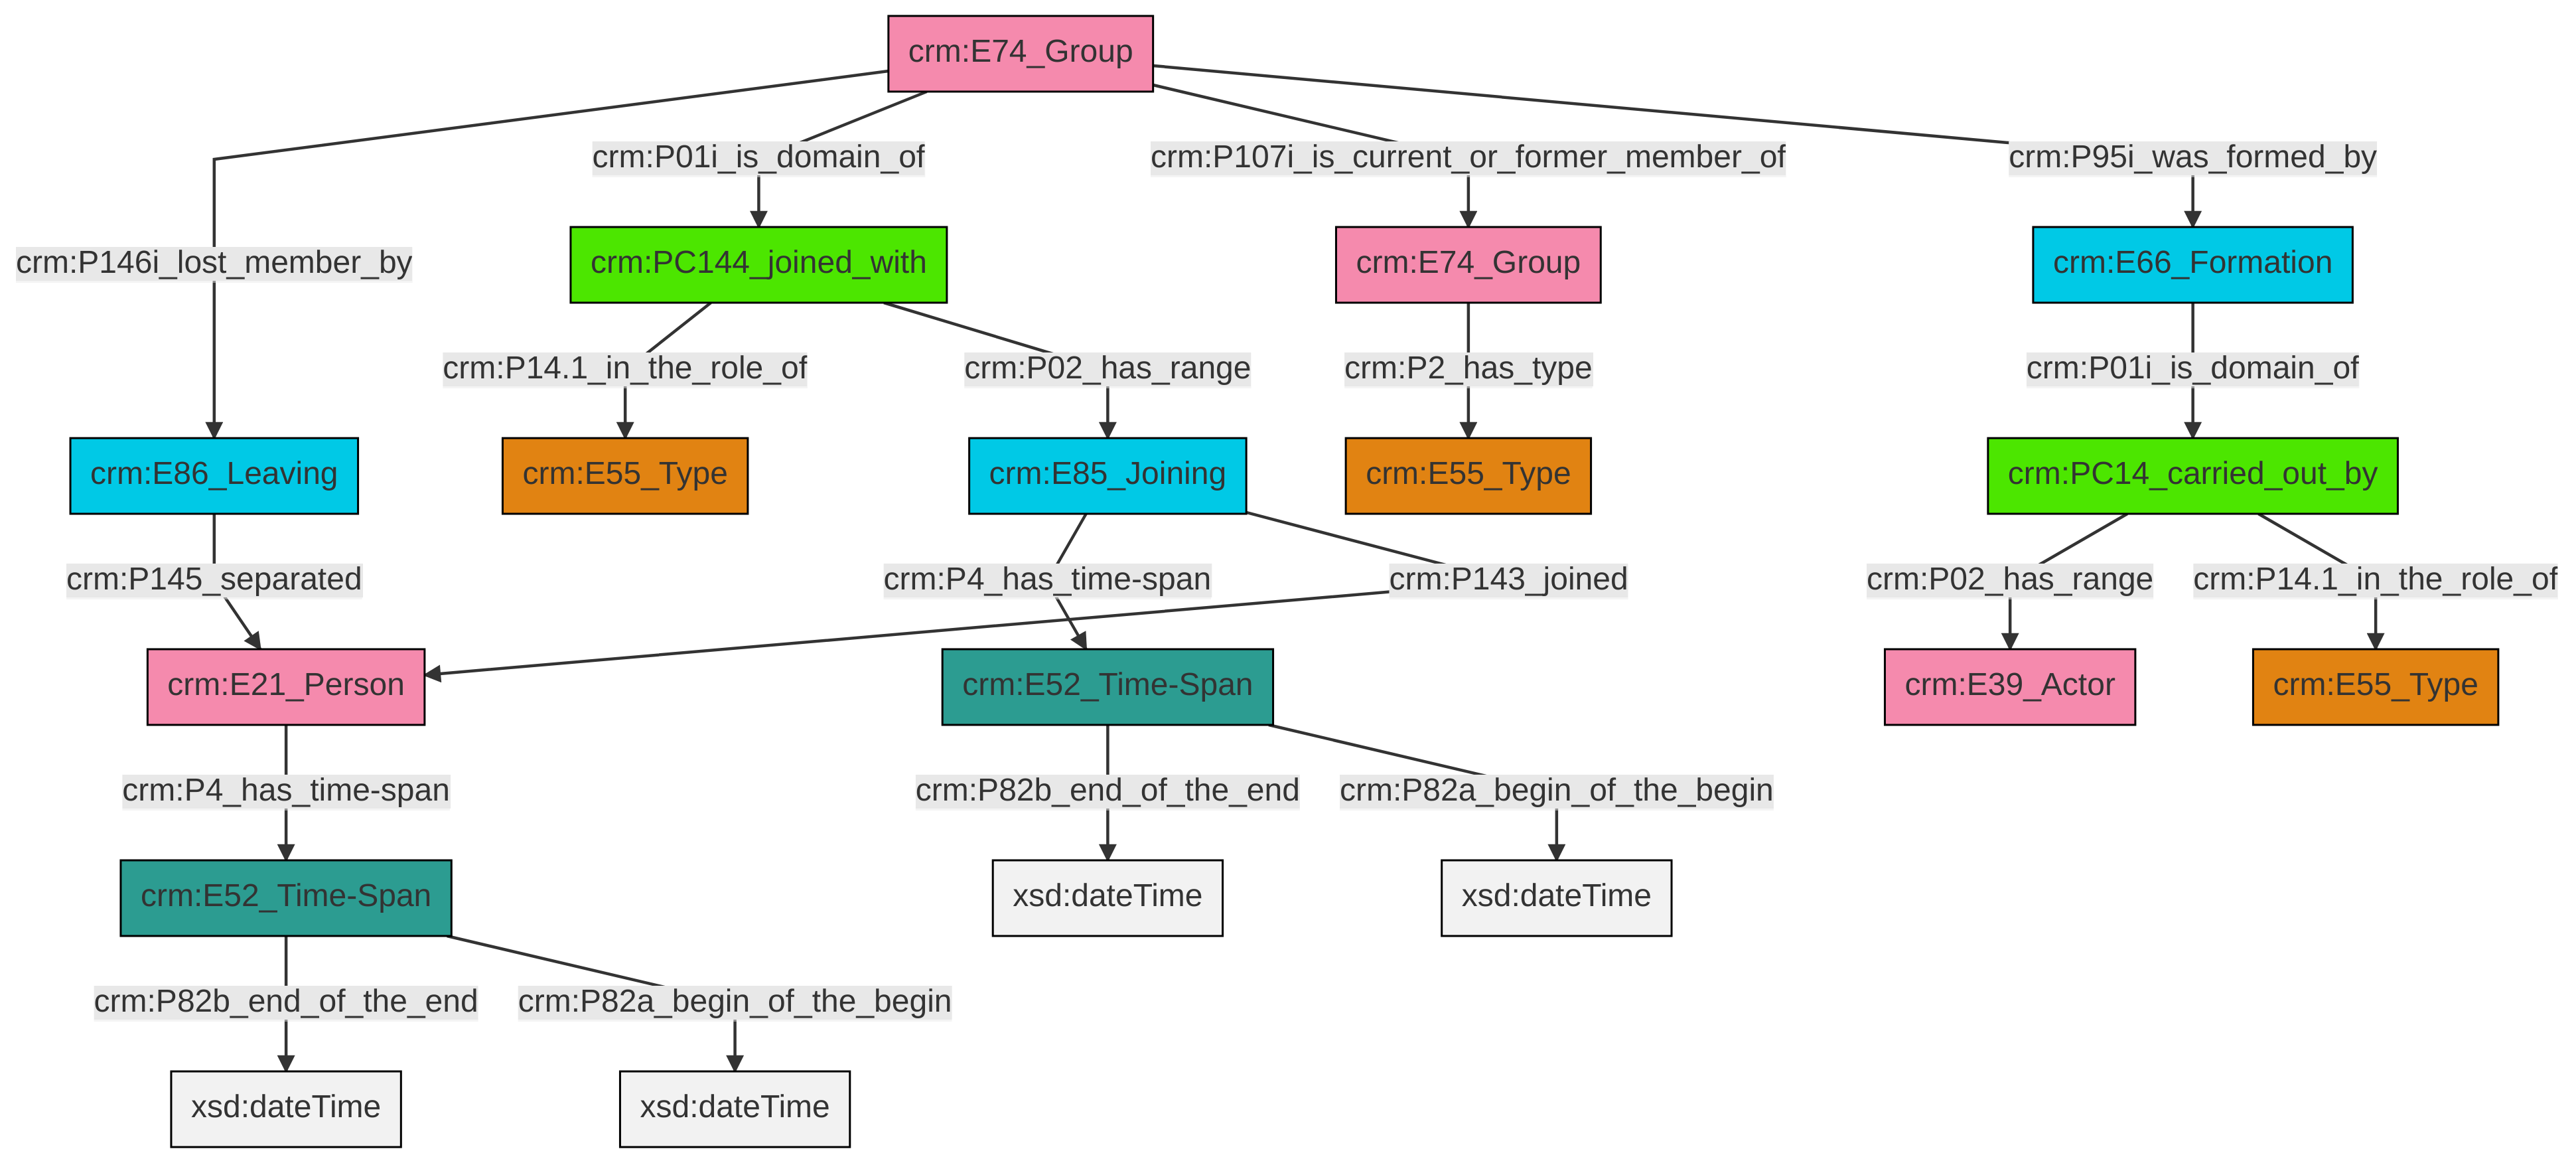 crm:E74_Group
crm:P01i_is_domain_of
crm:P107i_is_current_or_former_member_of
crm:P95i_was_formed_by
crm:P146i_lost_member_by
crm:PC144_joined_with
crm:E74_Group
crm:E66_Formation
crm:P14.1_in_the_role_of
crm:P02_has_range
crm:P2_has_type
crm:P01i_is_domain_of
crm:E86_Leaving
crm:E55_Type
crm:E85_Joining
crm:E55_Type
crm:PC14_carried_out_by
crm:P145_separated
crm:P4_has_time-span
crm:P143_joined
crm:P02_has_range
crm:P14.1_in_the_role_of
crm:E21_Person
crm:E52_Time-Span
crm:E39_Actor
crm:E55_Type
crm:P4_has_time-span
crm:P82b_end_of_the_end
crm:P82a_begin_of_the_begin
crm:E52_Time-Span
xsd:dateTime
xsd:dateTime
crm:P82b_end_of_the_end
crm:P82a_begin_of_the_begin
xsd:dateTime
xsd:dateTime